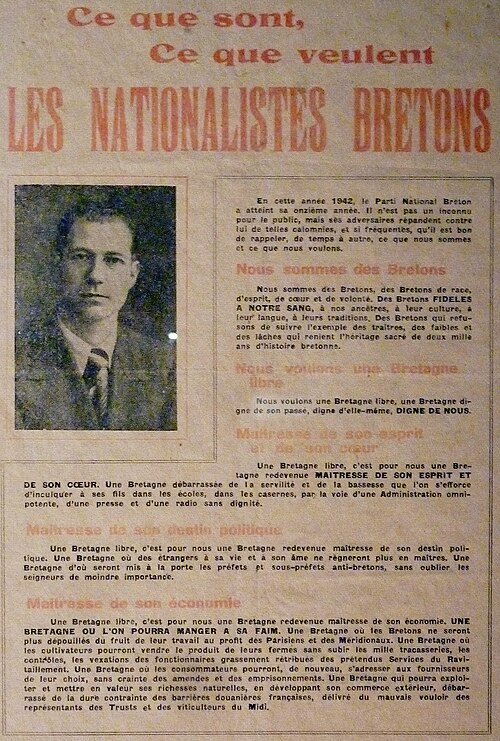 Ce que sont,
Ce que veulent
LES NATIONALISTES BRETONS
En cette année 1942, le Parti National Breton
a atteint sa onzième année. Il n'est pas un inconnu
pour le public, mais ses adversaires répandent contre
lui de telles calomnies, et si fréquentes, qu'il est bon
de rappeler, de temps à autre, ce que nous sommes
et ce que nous voulons.
Nous sommes des Bretons
Nous sommes des Bretons, des Bretons de race,
d'esprit, de cœur et de volonté. Des Bretons FIDELES
A NOTRE SANG, à nos ancêtres, à leur culture, à
leur langue, à leurs traditions, Des Bretons qui refu-
sons de suivre l'exemple des traîtres, des faibles et
des lâches qui renient l'héritage sacré de deux mille
ans d'histoire bretonne.
Nous voulons une Bretagne
libre
Nous voulons une Bretagne libre, une Bretagne di-
gne de son passe, digne d'elle-même, DIGNE DE NOUS.
Maîtresse de son esprit
de son cœur
Une Bretagne libre, c'est pour nous une Bre-
tagne redevenue MAITRESSE DE SON ESPRIT ET
DE SON CŒUR. Une Bretagne débarrassée de la servilité et de la bassesse que l'on s'efforce
d'inculquer à ses fils dans les écoles, dans les casernes, par la voie d'une Administration omni-
potente, d'une presse et d'une radio sans dignité.
Maîtresse de son destin politique
Une Bretagne libre, c'est pour nous une Bretagne redevenue maîtresse de son destin poli-
tique. Une Bretagne où des étrangers à sa vie et à son âme ne règneront plus en maîtres. Une
Bretagne d'où seront mis à la porte les préfets et sous-préfets anti-bretons, sans oublier les
seigneurs de moindre importance.
Maîtresse de son économie
Une Bretagne libre, c'est pour nous une Bretagne redevenue maîtresse de son économie. UNE
BRETAGNE OU L'ON POURRA MANGER A SA FAIM. Une Bretagne où les Bretons ne seront
plus dépouillés du fruit de leur travail au profit des Parisiens et des Méridionaux. Une Bretagne où
les cultivateurs pourront vendre le produit de leurs fermes sans subir les mille tracasseries, les
contrôles, les vexations des fonctionnaires grassement rétribués des prétendus Services du Ravi-
taillement. Une Bretagne où les consommateurs pourront, de nouveau, s'adresser aux fournisseurs
de leur choix, sans crainte des amendes et des emprisonnements. Une Bretagne qui pourra exploi-
ter et mettre en valeur ses richesses naturelles, en développant son commerce extérieur, débar-
rassé de la dure contrainte des barrières douanières françaises, délivré du mauvais vouloir des
représentants des Trusts et des viticulteurs du Midi.